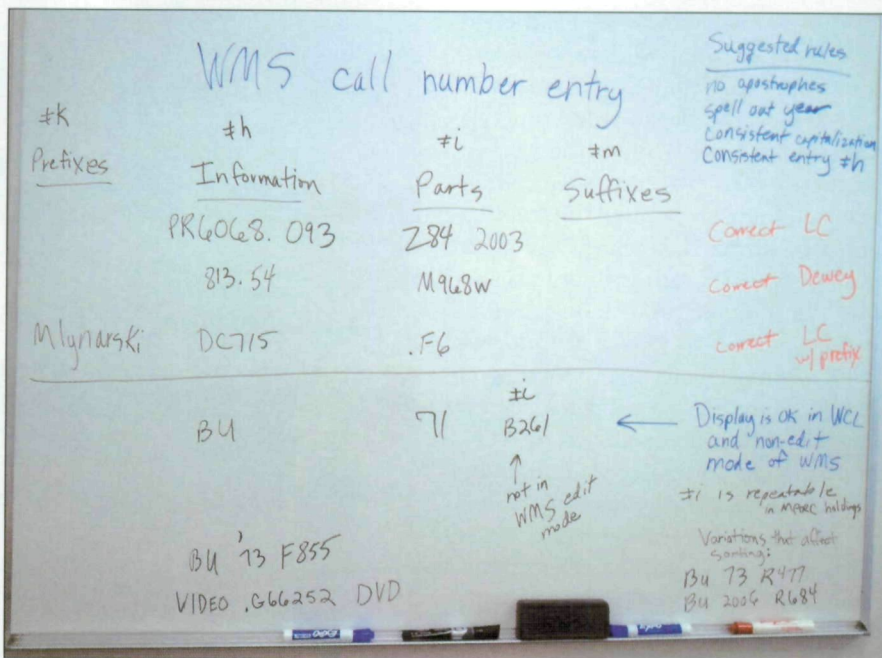 WMS call number entry
Suggested rules
no apostrophes
spell out year
Consistent capitalization
Consistent entry ‡h
‡k
Prefixes
‡h
Information
‡i
Parts
‡m
Suffixes
PR6068. 093 Z84 2003 Correct LC
813.54 M968w Correct Dewey
Mlynarski DC715 .F6 correct LC
w/prefix
‡i
BU 71 B261 ← Display is OK in WCL
and non-edit
mode of WMS
↑
not in
WMS edit
mode
‡i is repeatable
in MARC holdings
BU '73 F855
VIDEO .G66252 DVD
Variations that affect
sorting:
Bu 73 R477
BU 2006 R684
EXPO
EXPO